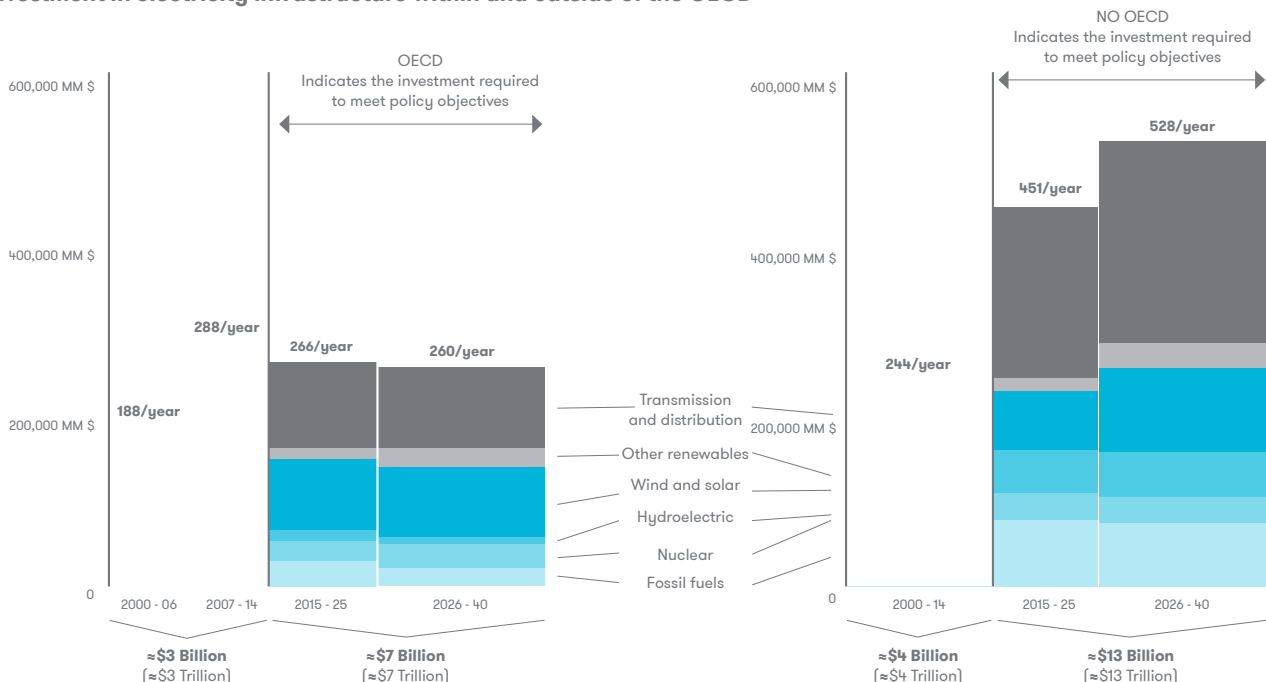 OECD
Indicates the investment required
to meet policy objectives
600,000 MM $
400,000 MM $
200,000 MM $
0
188/year
288/year
266/year
260/year
2000 - 06
2007 - 14
2015 - 25
2026 - 40
≈$3 Billion
(≈$3 Trillion)
≈$7 Billion
(≈$7 Trillion)
Transmission
and distribution
Other renewables
Wind and solar
Hydroelectric
Nuclear
Fossil fuels
NO OECD
Indicates the investment required
to meet policy objectives
600,000 MM $
400,000 MM $
200,000 MM $
0
244/year
451/year
528/year
2000 - 14
2015 - 25
2026 - 40
≈$4 Billion
(≈$4 Trillion)
≈$13 Billion
(≈$13 Trillion)